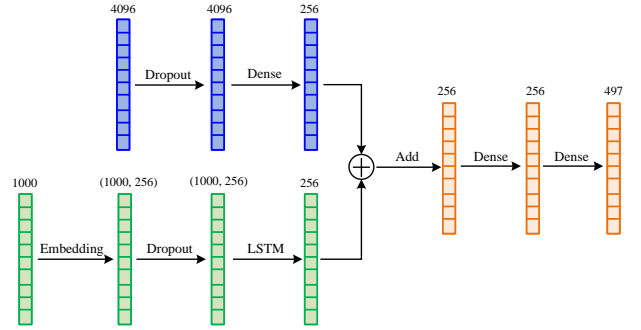 4096 4096 256
Dropout Dense
256 256 497
Add Dense Dense
1000 (1000, 256) (1000, 256) 256
Embedding Dropout LSTM